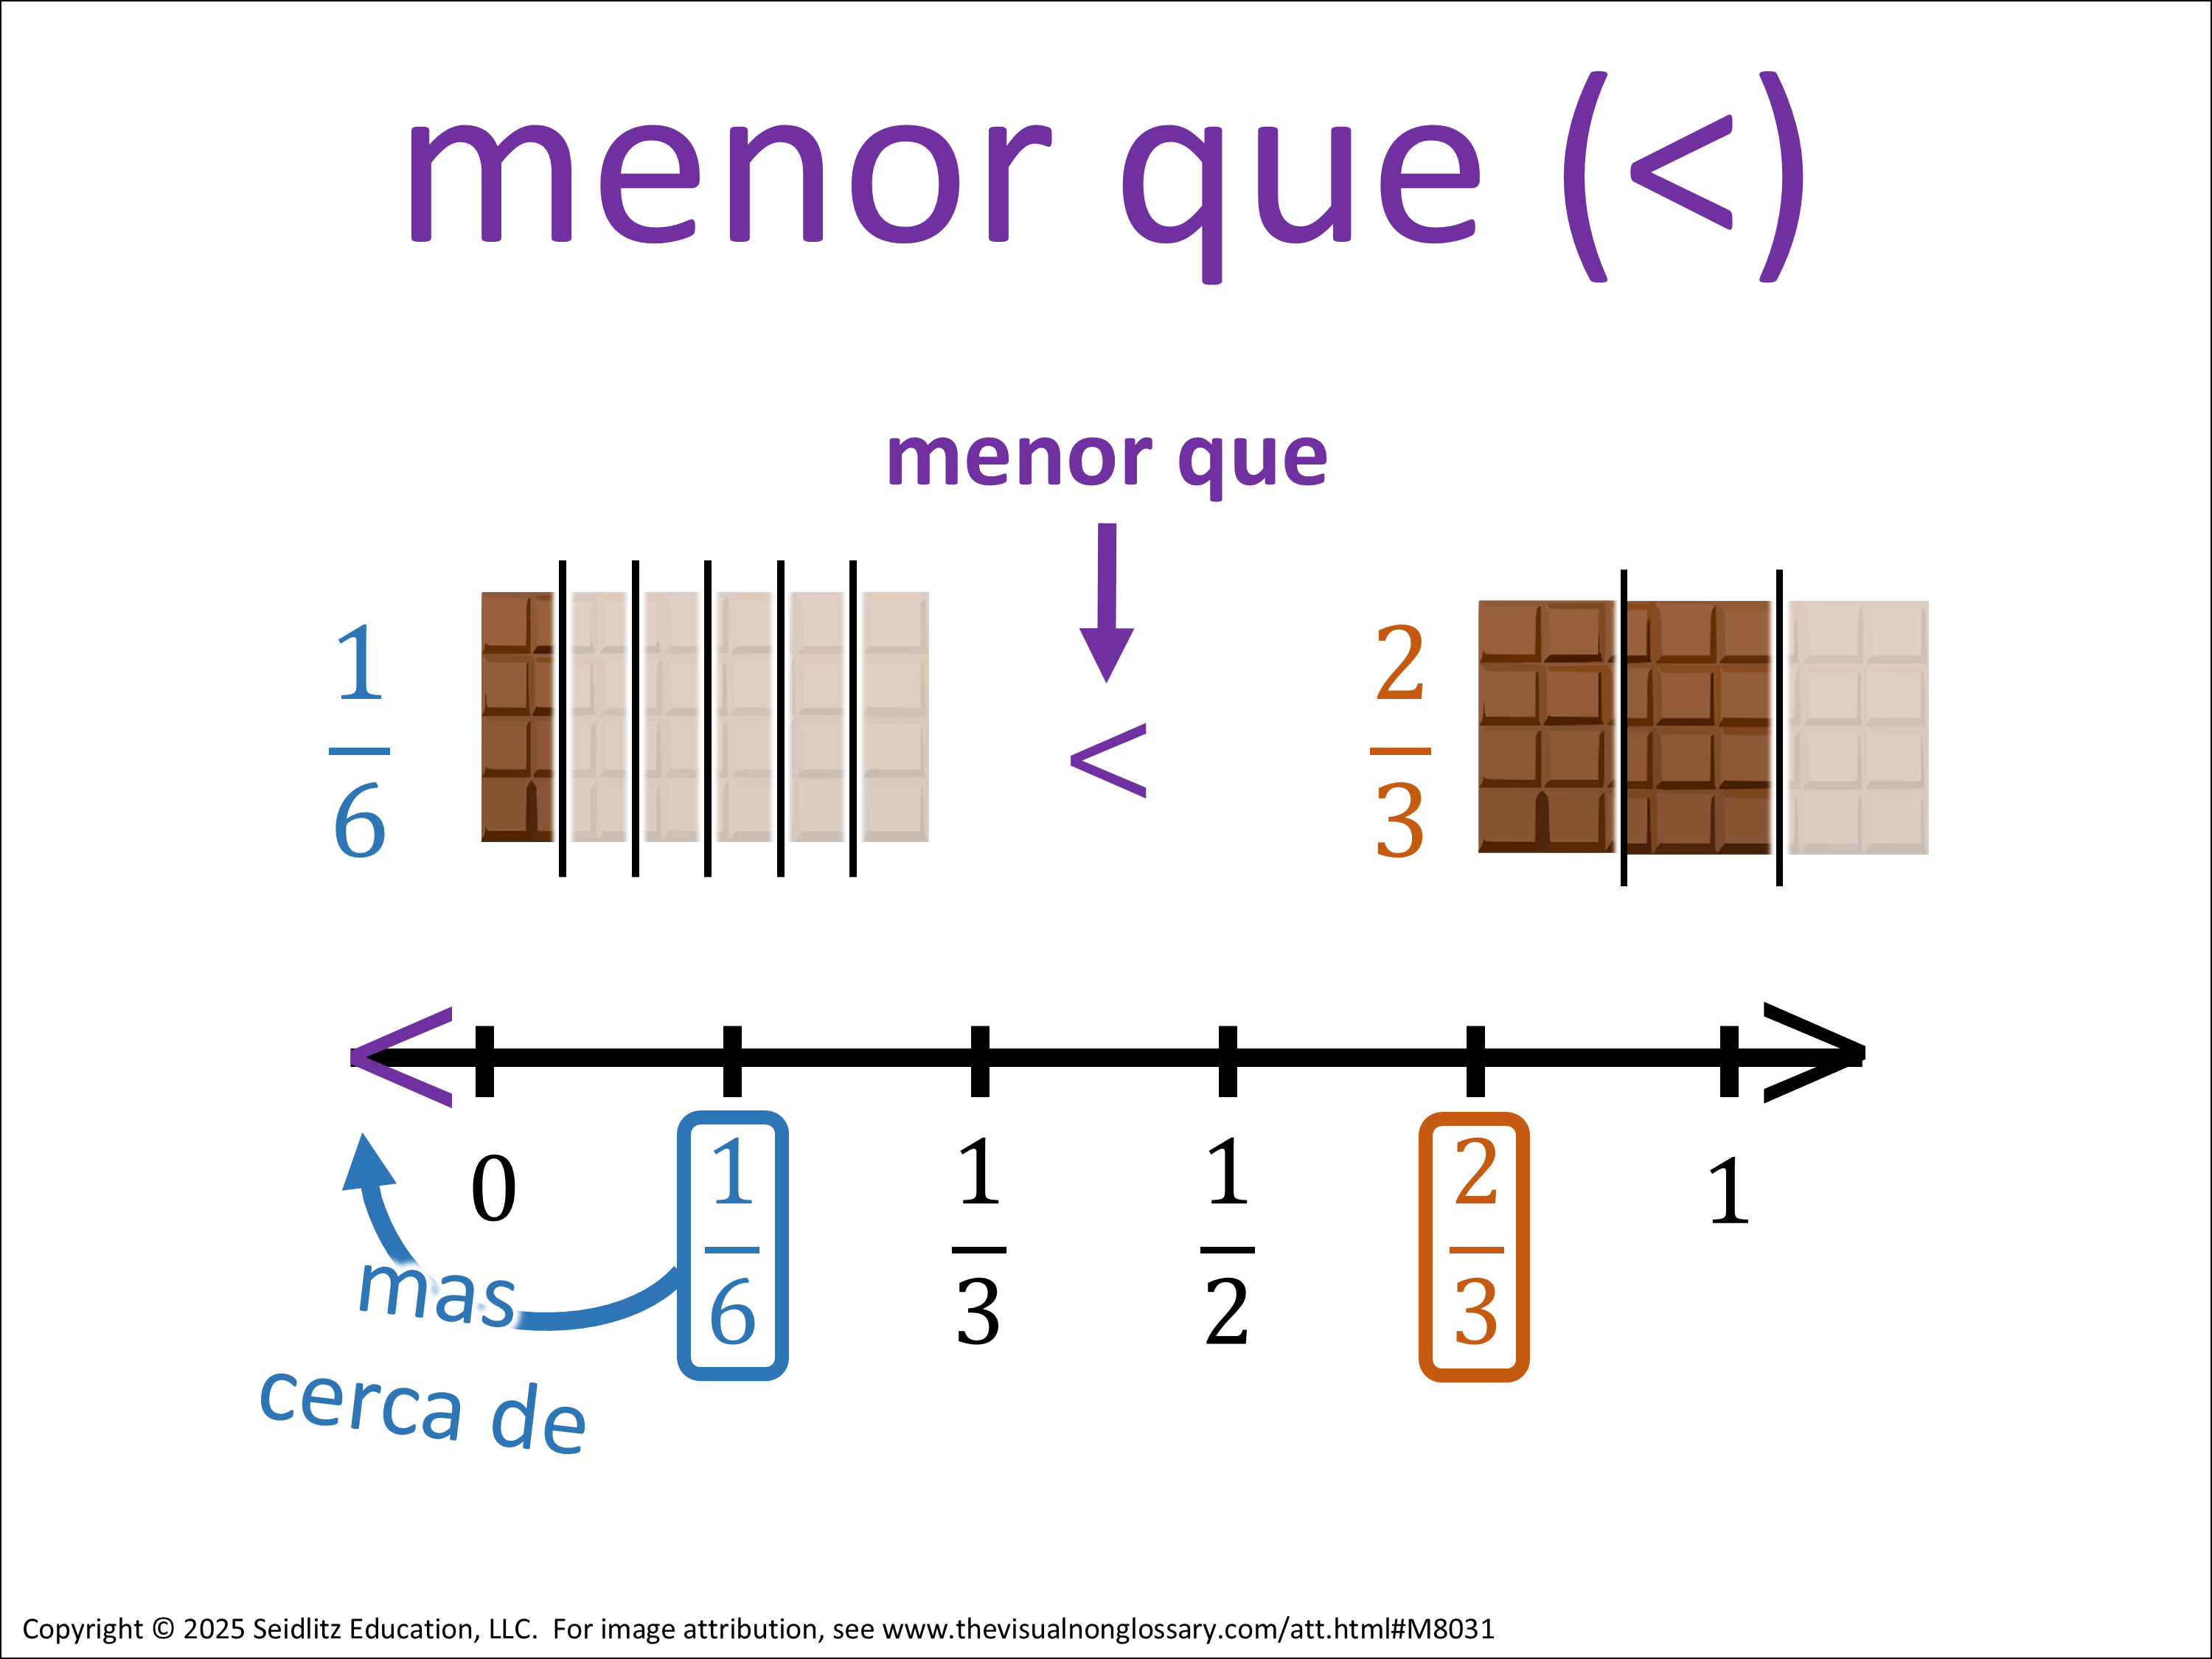 menor que (<)
menor que
1/6 < 2/3
0 1/6 1/3 1/2 2/3 1
mas
cerca de
Copyright © 2025 Seidlitz Education, LLC.  For image attribution, see www.thevisualnonglossary.com/att.html#M8031